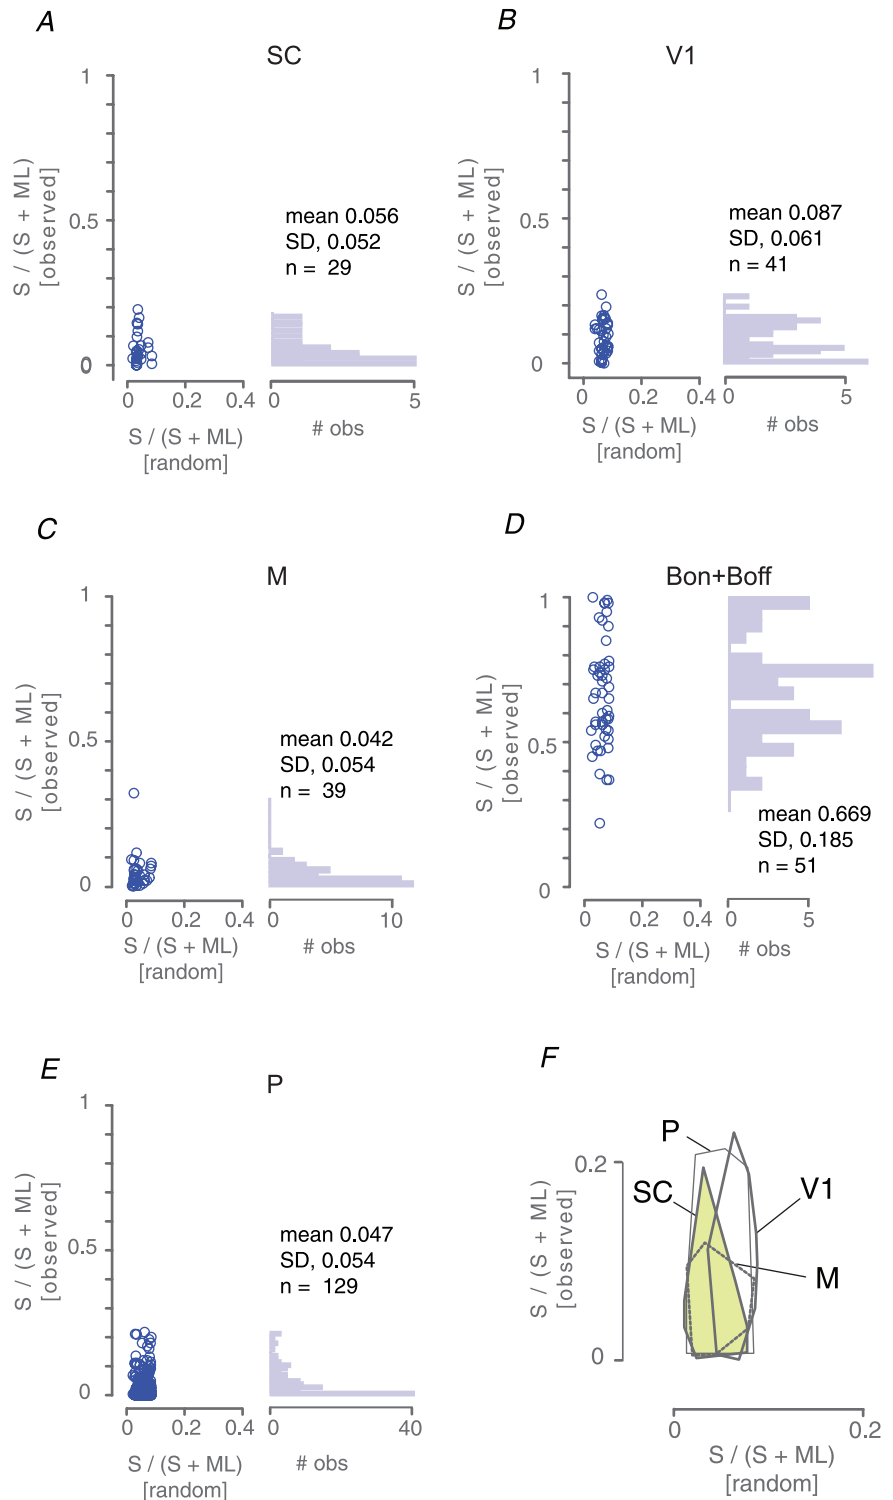 A
SC
1
0.5
0
S / (S + ML)
[observed]
mean 0.056
SD, 0.052
n = 29
0 0.2 0.4
0 5
S / (S + ML)
[random]
# obs
B
V1
1
0.5
0
S / (S + ML)
[observed]
mean 0.087
SD, 0.061
n = 41
0 0.2 0.4
0 5
S / (S + ML)
[random]
# obs
C
M
1
0.5
0
S / (S + ML)
[observed]
mean 0.042
SD, 0.054
n = 39
0 0.2 0.4
0 10
S / (S + ML)
[random]
# obs
D
Bon+Boff
1
0.5
0
S / (S + ML)
[observed]
mean 0.669
SD, 0.185
n = 51
0 0.2 0.4
0 5
S / (S + ML)
[random]
# obs
E
P
1
0.5
0
S / (S + ML)
[observed]
mean 0.047
SD, 0.054
n = 129
0 0.2 0.4
0 40
S / (S + ML)
[random]
# obs
F
P
0.2
SC
V1
M
S / (S + ML)
[observed]
0
0 0.2
S / (S + ML)
[random]